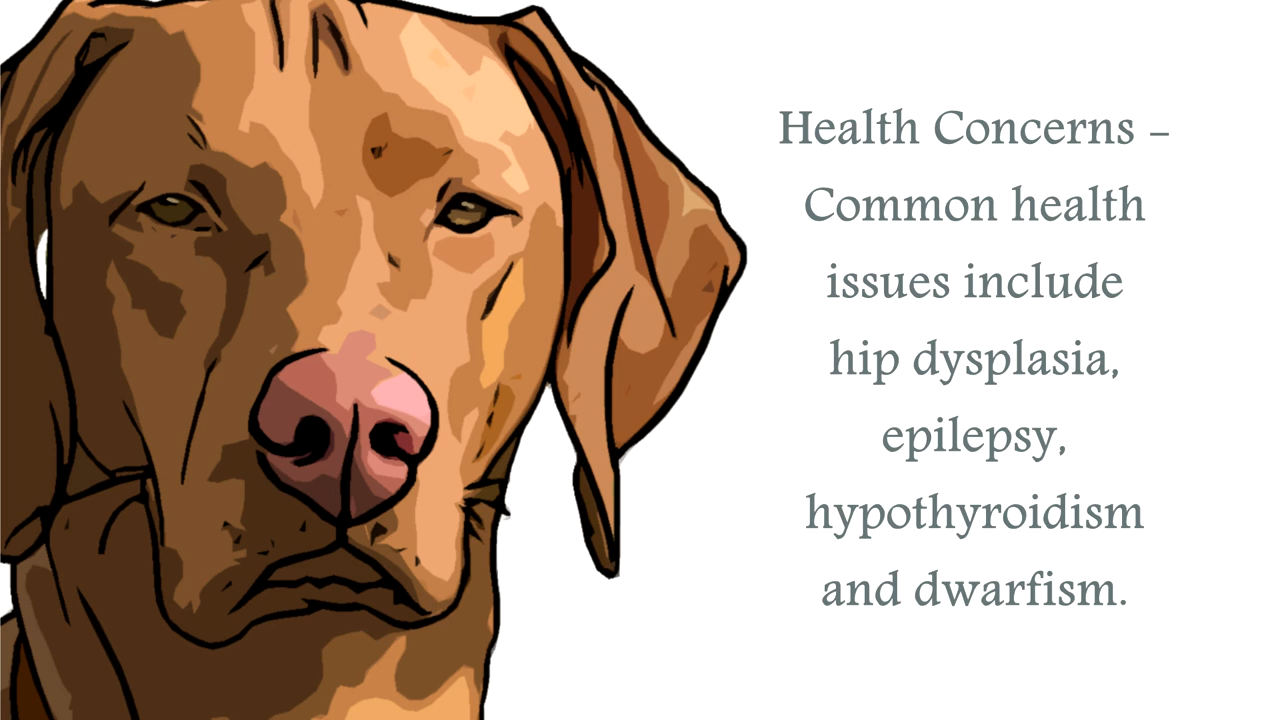 Health Concerns –
Common health
issues include
hip dysplasia,
epilepsy,
hypothyroidism
and dwarfism.